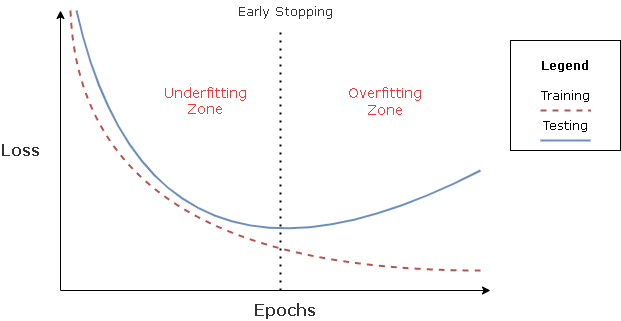 Early Stopping
Underfitting
Zone
Overfitting
Zone
Legend
Training
Testing
Loss
Epochs